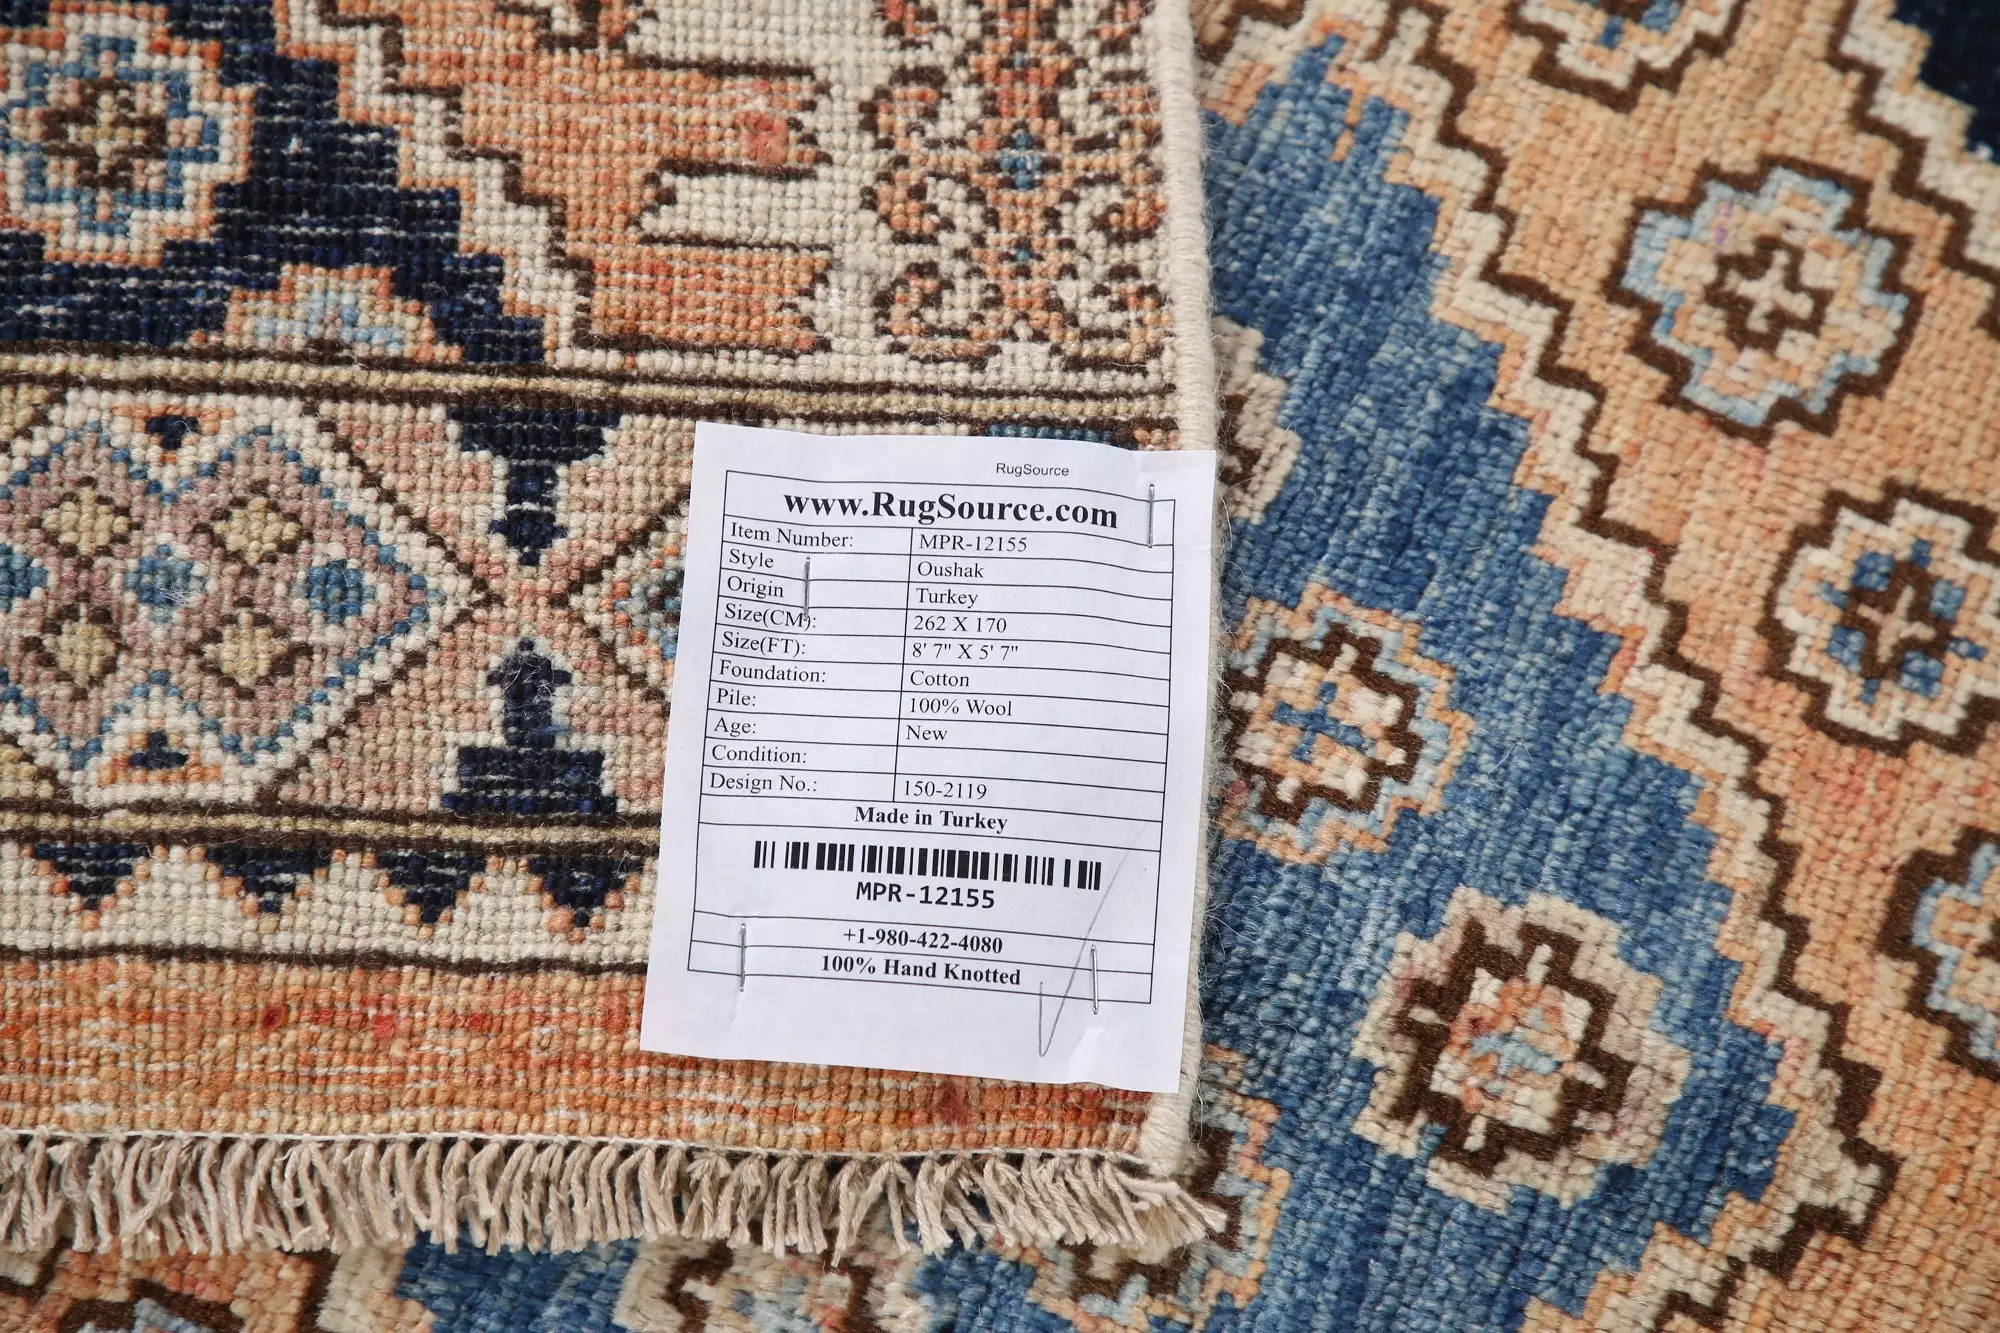 RugSource
www.RugSource.com
Item Number: MPR-12155
Style Oushak
Origin Turkey
Size(CM): 262 X 170
Size(FT): 8' 7" X 5' 7"
Foundation: Cotton
Pile: 100% Wool
Age: New
Condition:
Design No.: 150-2119
Made in Turkey
MPR-12155
+1-980-422-4080
100% Hand Knotted